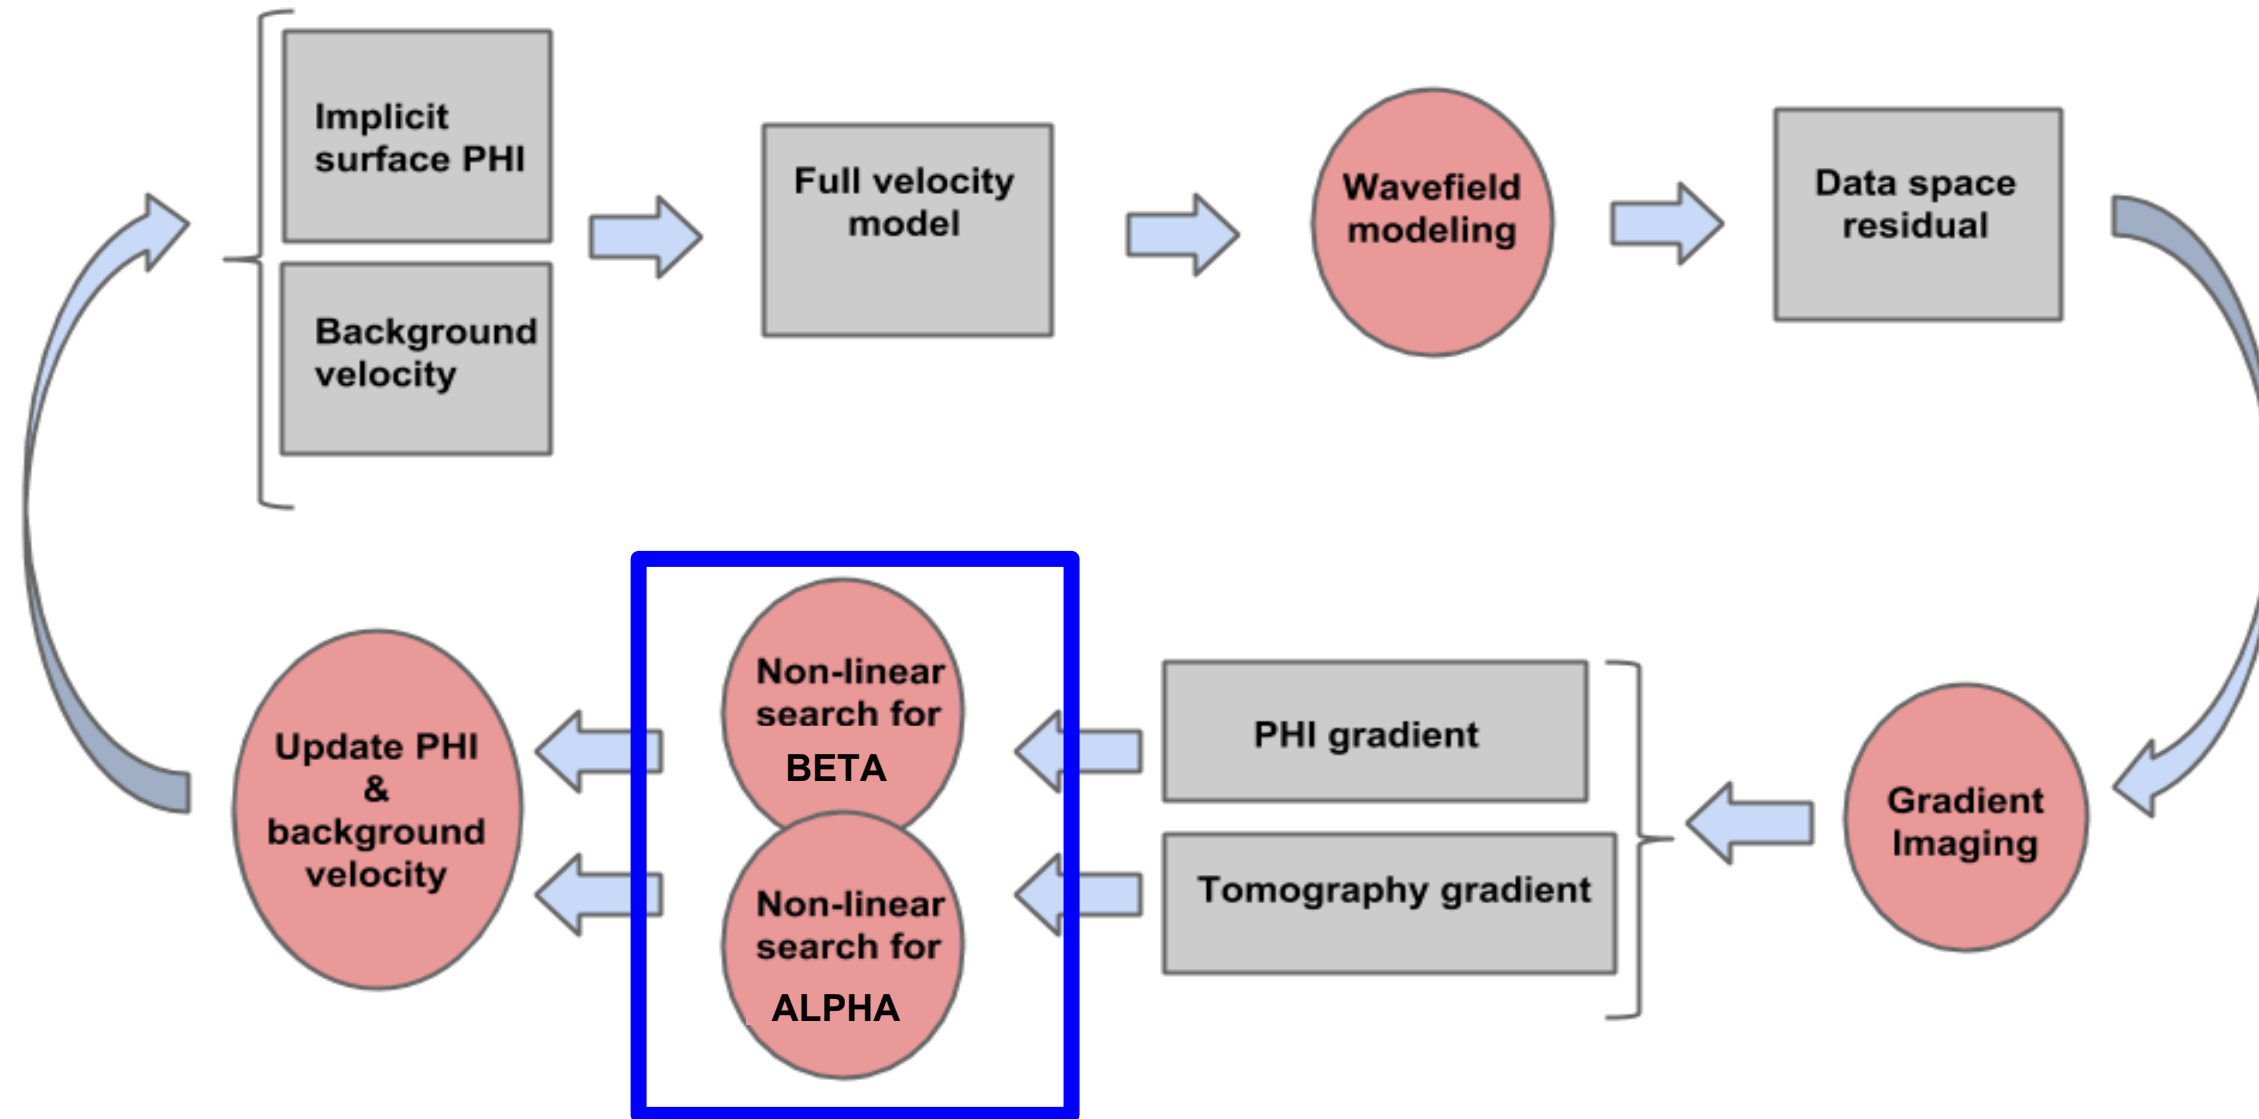 Implicit
surface PHI
Background
velocity
Full velocity
model
Wavefield
modeling
Data space
residual
Gradient
Imaging
PHI gradient
Tomography gradient
Non-linear
search for
BETA
Non-linear
search for
ALPHA
Update PHI
&
background
velocity